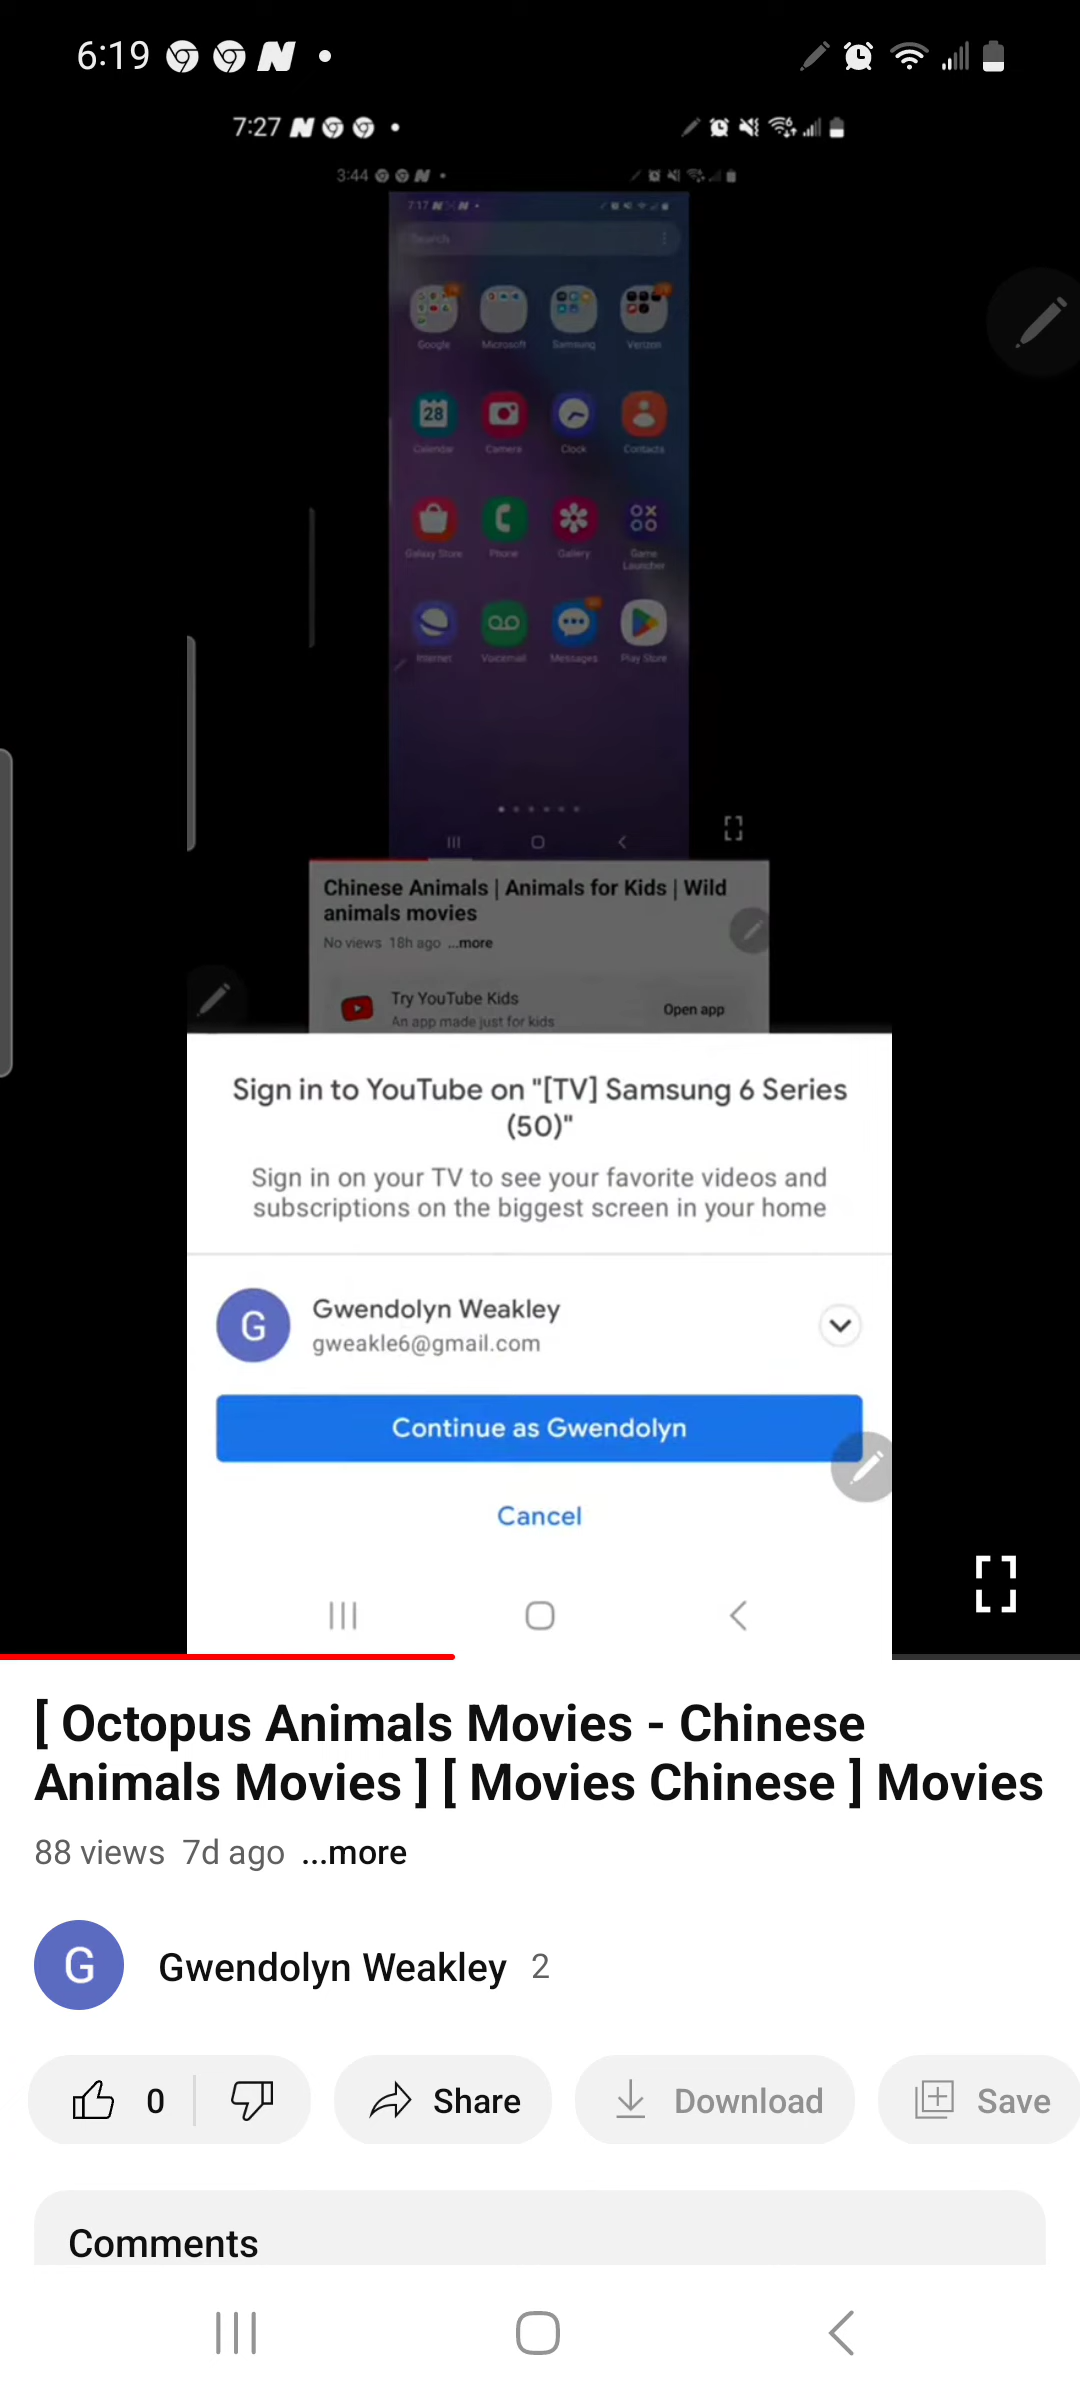 6:19
7:27
3:44
7:17
Search
Google Microsoft Samsung Verizon
28
Calendar Camera Clock Contacts
Galaxy Store Phone Gallery Game Launcher
Internet Voicemail Messages Play Store
Chinese Animals | Animals for Kids | Wild
animals movies
No views 18h ago ...more
Try YouTube Kids
An app made just for kids
Open app
Sign in to YouTube on "[TV] Samsung 6 Series
(50)"
Sign in on your TV to see your favorite videos and
subscriptions on the biggest screen in your home
G
Gwendolyn Weakley
gweakle6@gmail.com
Continue as Gwendolyn
Cancel
[ Octopus Animals Movies - Chinese
Animals Movies ] [ Movies Chinese ] Movies
88 views 7d ago ...more
G Gwendolyn Weakley 2
0 Share Download Save
Comments